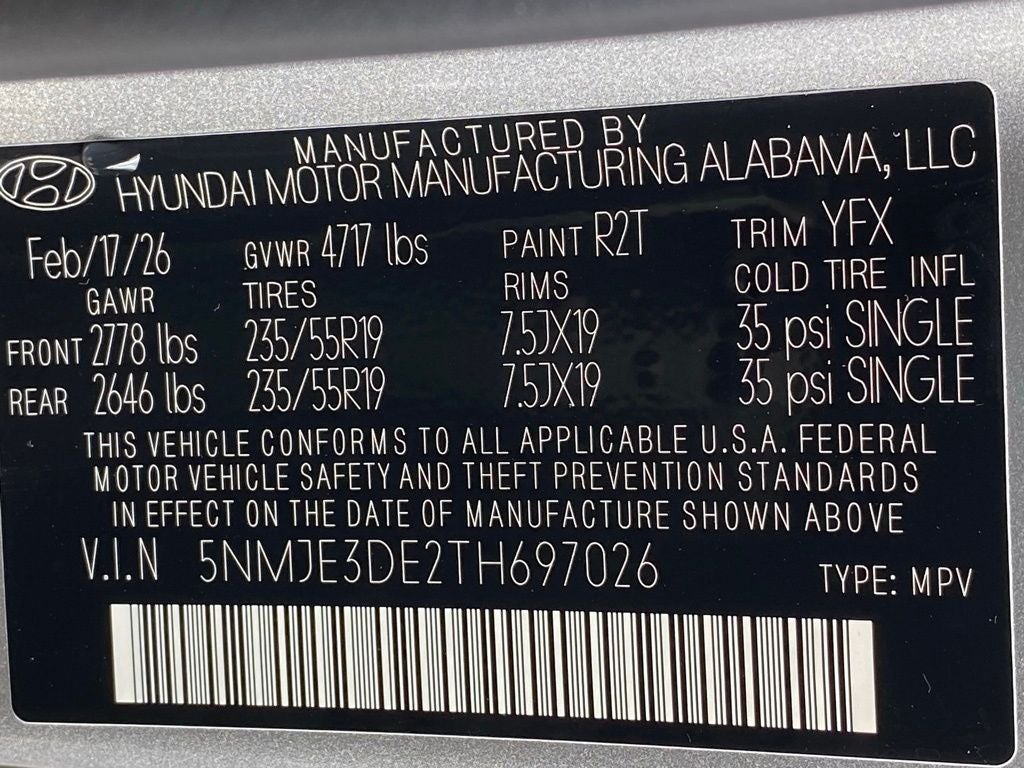 MANUFACTURED BY
HYUNDAI MOTOR MANUFACTURING ALABAMA, LLC
Feb/17/26 GVWR 4717 lbs PAINT R2T TRIM YFX
GAWR TIRES RIMS COLD TIRE INFL
FRONT 2778 lbs 235/55R19 7.5JX19 35 psi SINGLE
REAR 2646 lbs 235/55R19 7.5JX19 35 psi SINGLE
THIS VEHICLE CONFORMS TO ALL APPLICABLE U.S.A. FEDERAL
MOTOR VEHICLE SAFETY AND THEFT PREVENTION STANDARDS
IN EFFECT ON THE DATE OF MANUFACTURE SHOWN ABOVE
V.I.N 5NMJE3DE2TH697026 TYPE: MPV